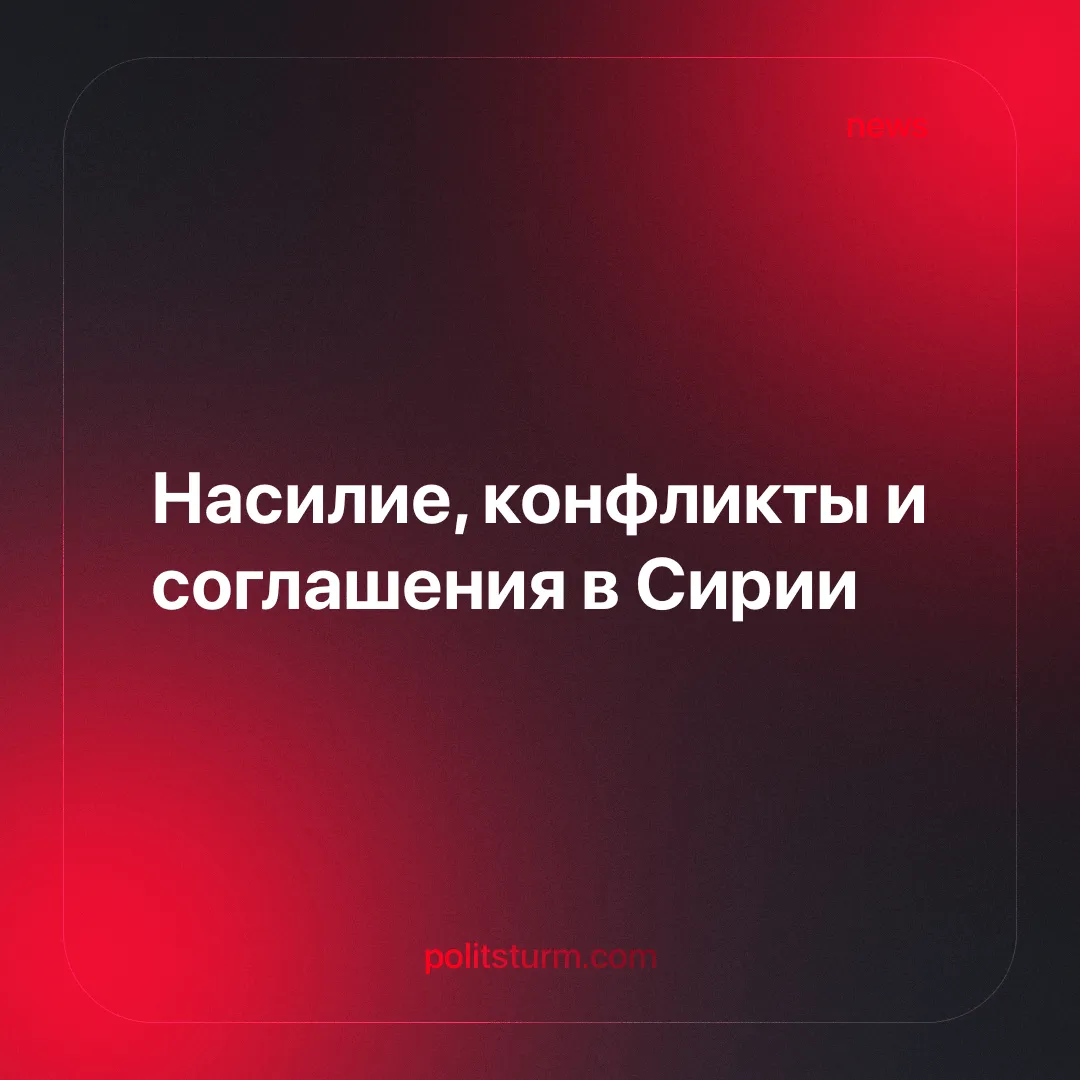 news
Насилие, конфликты и
соглашения в Сирии
politsturm.com